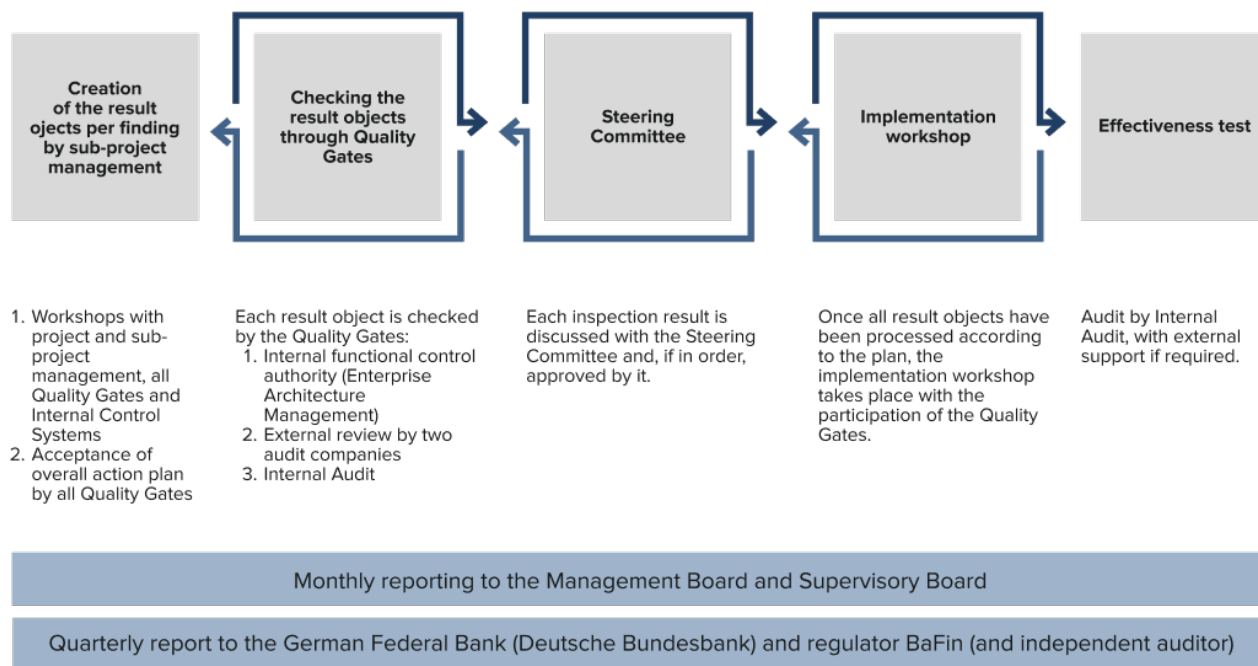 Creation
of the result
ojects per finding
by sub-project
management
Checking the
result objects
through Quality
Gates
Steering
Committee
Implementation
workshop
Effectiveness test
1. Workshops with
project and sub-
project
management, all
Quality Gates and
Internal Control
Systems
2. Acceptance of
overall action plan
by all Quality Gates
Each result object is checked
by the Quality Gates:
1. Internal functional control
authority (Enterprise
Architecture
Management)
2. External review by two
audit companies
3. Internal Audit
Each inspection result is
discussed with the Steering
Committee and, if in order,
approved by it.
Once all result objects have
been processed according
to the plan, the
implementation workshop
takes place with the
participation of the Quality
Gates.
Audit by Internal
Audit, with external
support if required.
Monthly reporting to the Management Board and Supervisory Board
Quarterly report to the German Federal Bank (Deutsche Bundesbank) and regulator BaFin (and independent auditor)